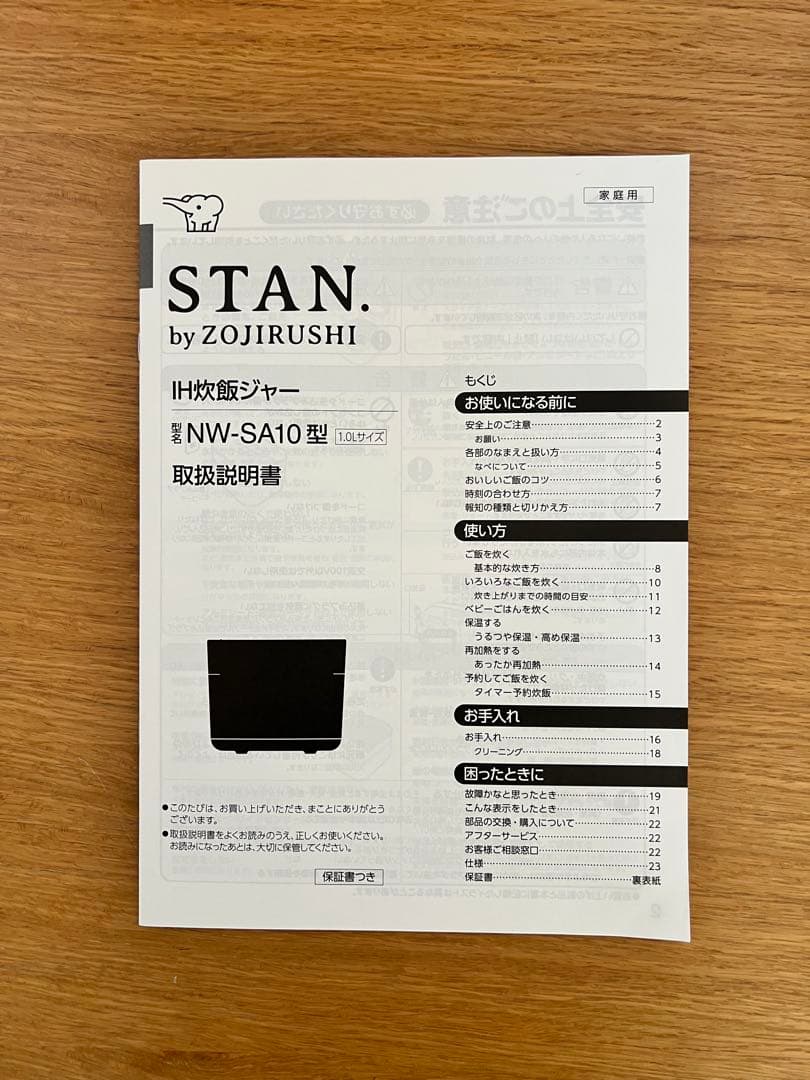 家庭用
STAN.
by ZOJIRUSHI
IH炊飯ジャー
型名 NW-SA10型 1.0Lサイズ
取扱説明書
●このたびは、お買い上げいただき、まことにありがとう
ございます。
●取扱説明書をよくお読みのうえ、正しくお使いください。
お読みになったあとは、大切に保管してください。
保証書つき
もくじ
お使いになる前に
安全上のご注意…………2
お願い…………3
各部のなまえと扱い方…………4
なべについて…………5
おいしいご飯のコツ…………6
時刻の合わせ方…………7
報知の種類と切りかえ方…………7
使い方
ご飯を炊く
基本的な炊き方…………8
いろいろなご飯を炊く…………10
炊き上がりまでの時間の目安…………11
ベビーごはんを炊く…………12
保温する
うるつや保温・高め保温…………13
再加熱をする
あったか再加熱…………14
予約してご飯を炊く
タイマー予約炊飯…………15
お手入れ
お手入れ…………16
クリーニング…………18
困ったときに
故障かなと思ったとき…………19
こんな表示をしたとき…………21
部品の交換・購入について…………22
アフターサービス…………22
お客様ご相談窓口…………22
仕様…………23
保証書…………裏表紙